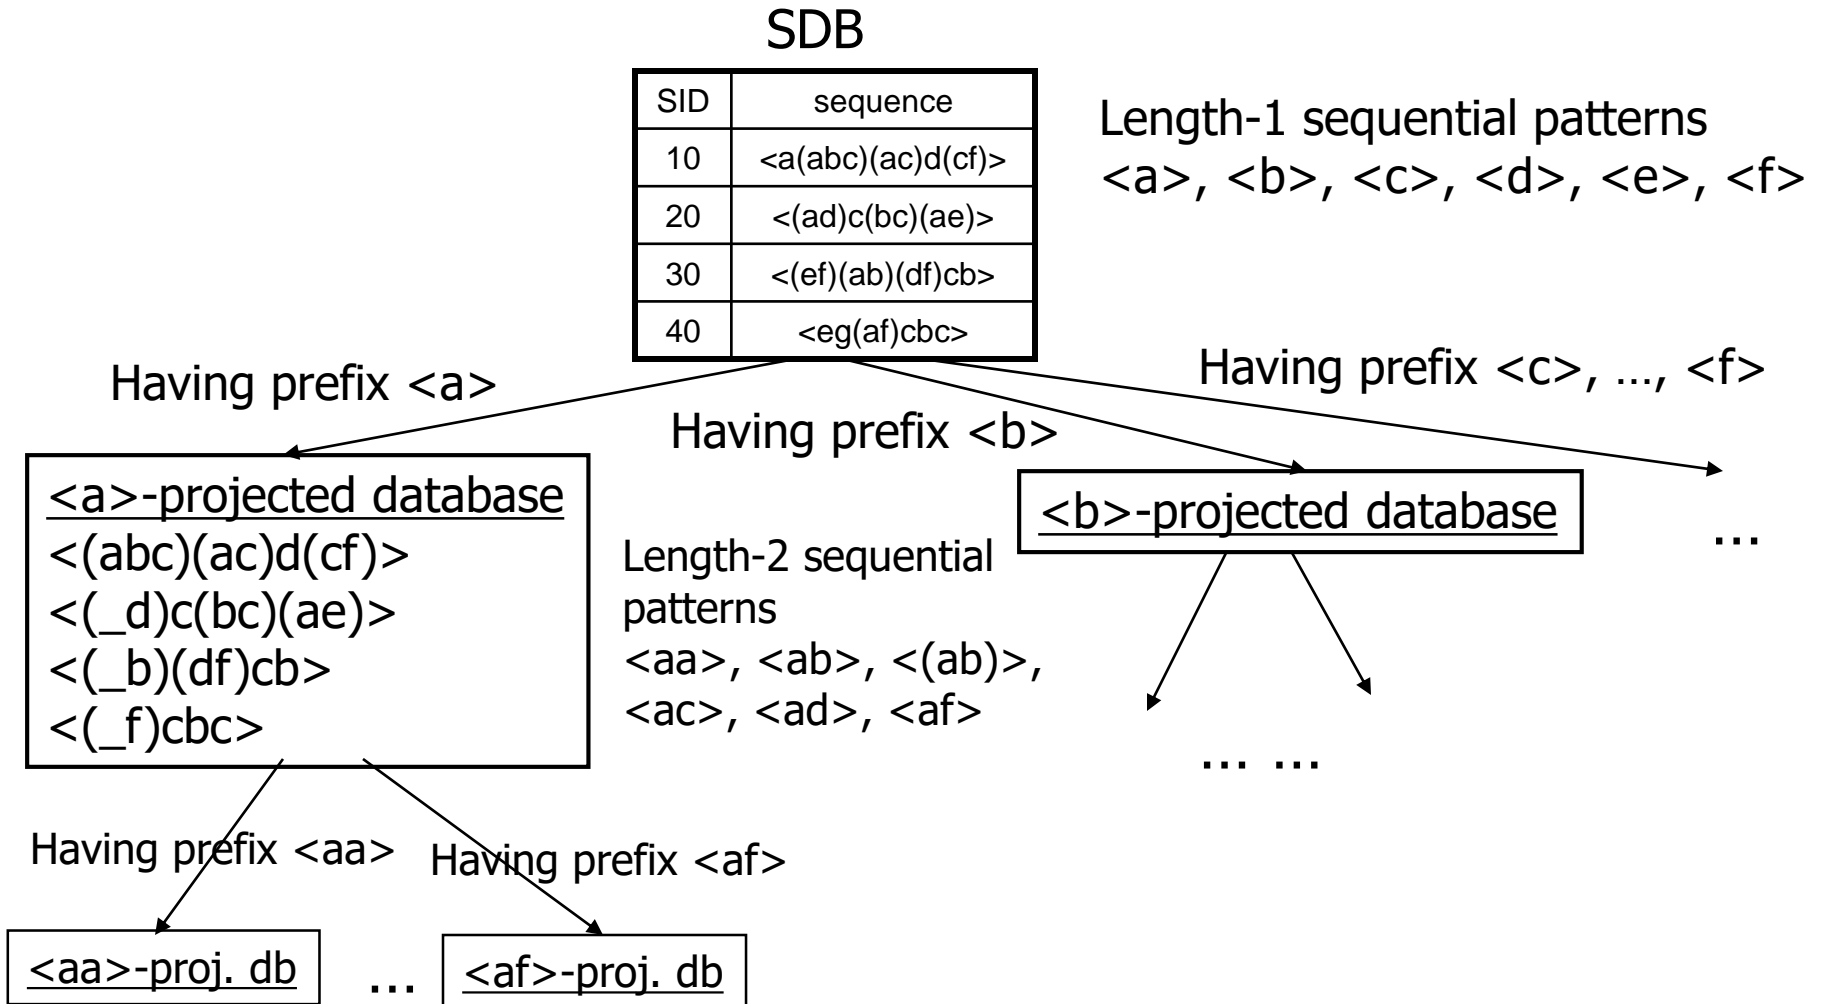 SDB
SID sequence
10 <a(abc)(ac)d(cf)>
20 <(ad)c(bc)(ae)>
30 <(ef)(ab)(df)cb>
40 <eg(af)cbc>
Length-1 sequential patterns
<a>, <b>, <c>, <d>, <e>, <f>
Having prefix <a>
Having prefix <b>
Having prefix <c>, …, <f>
<a>-projected database
<(abc)(ac)d(cf)>
<(_d)c(bc)(ae)>
<(_b)(df)cb>
<(_f)cbc>
Length-2 sequential
patterns
<aa>, <ab>, <(ab)>,
<ac>, <ad>, <af>
<b>-projected database
…
… …
Having prefix <aa>
Having prefix <af>
<aa>-proj. db
…
<af>-proj. db